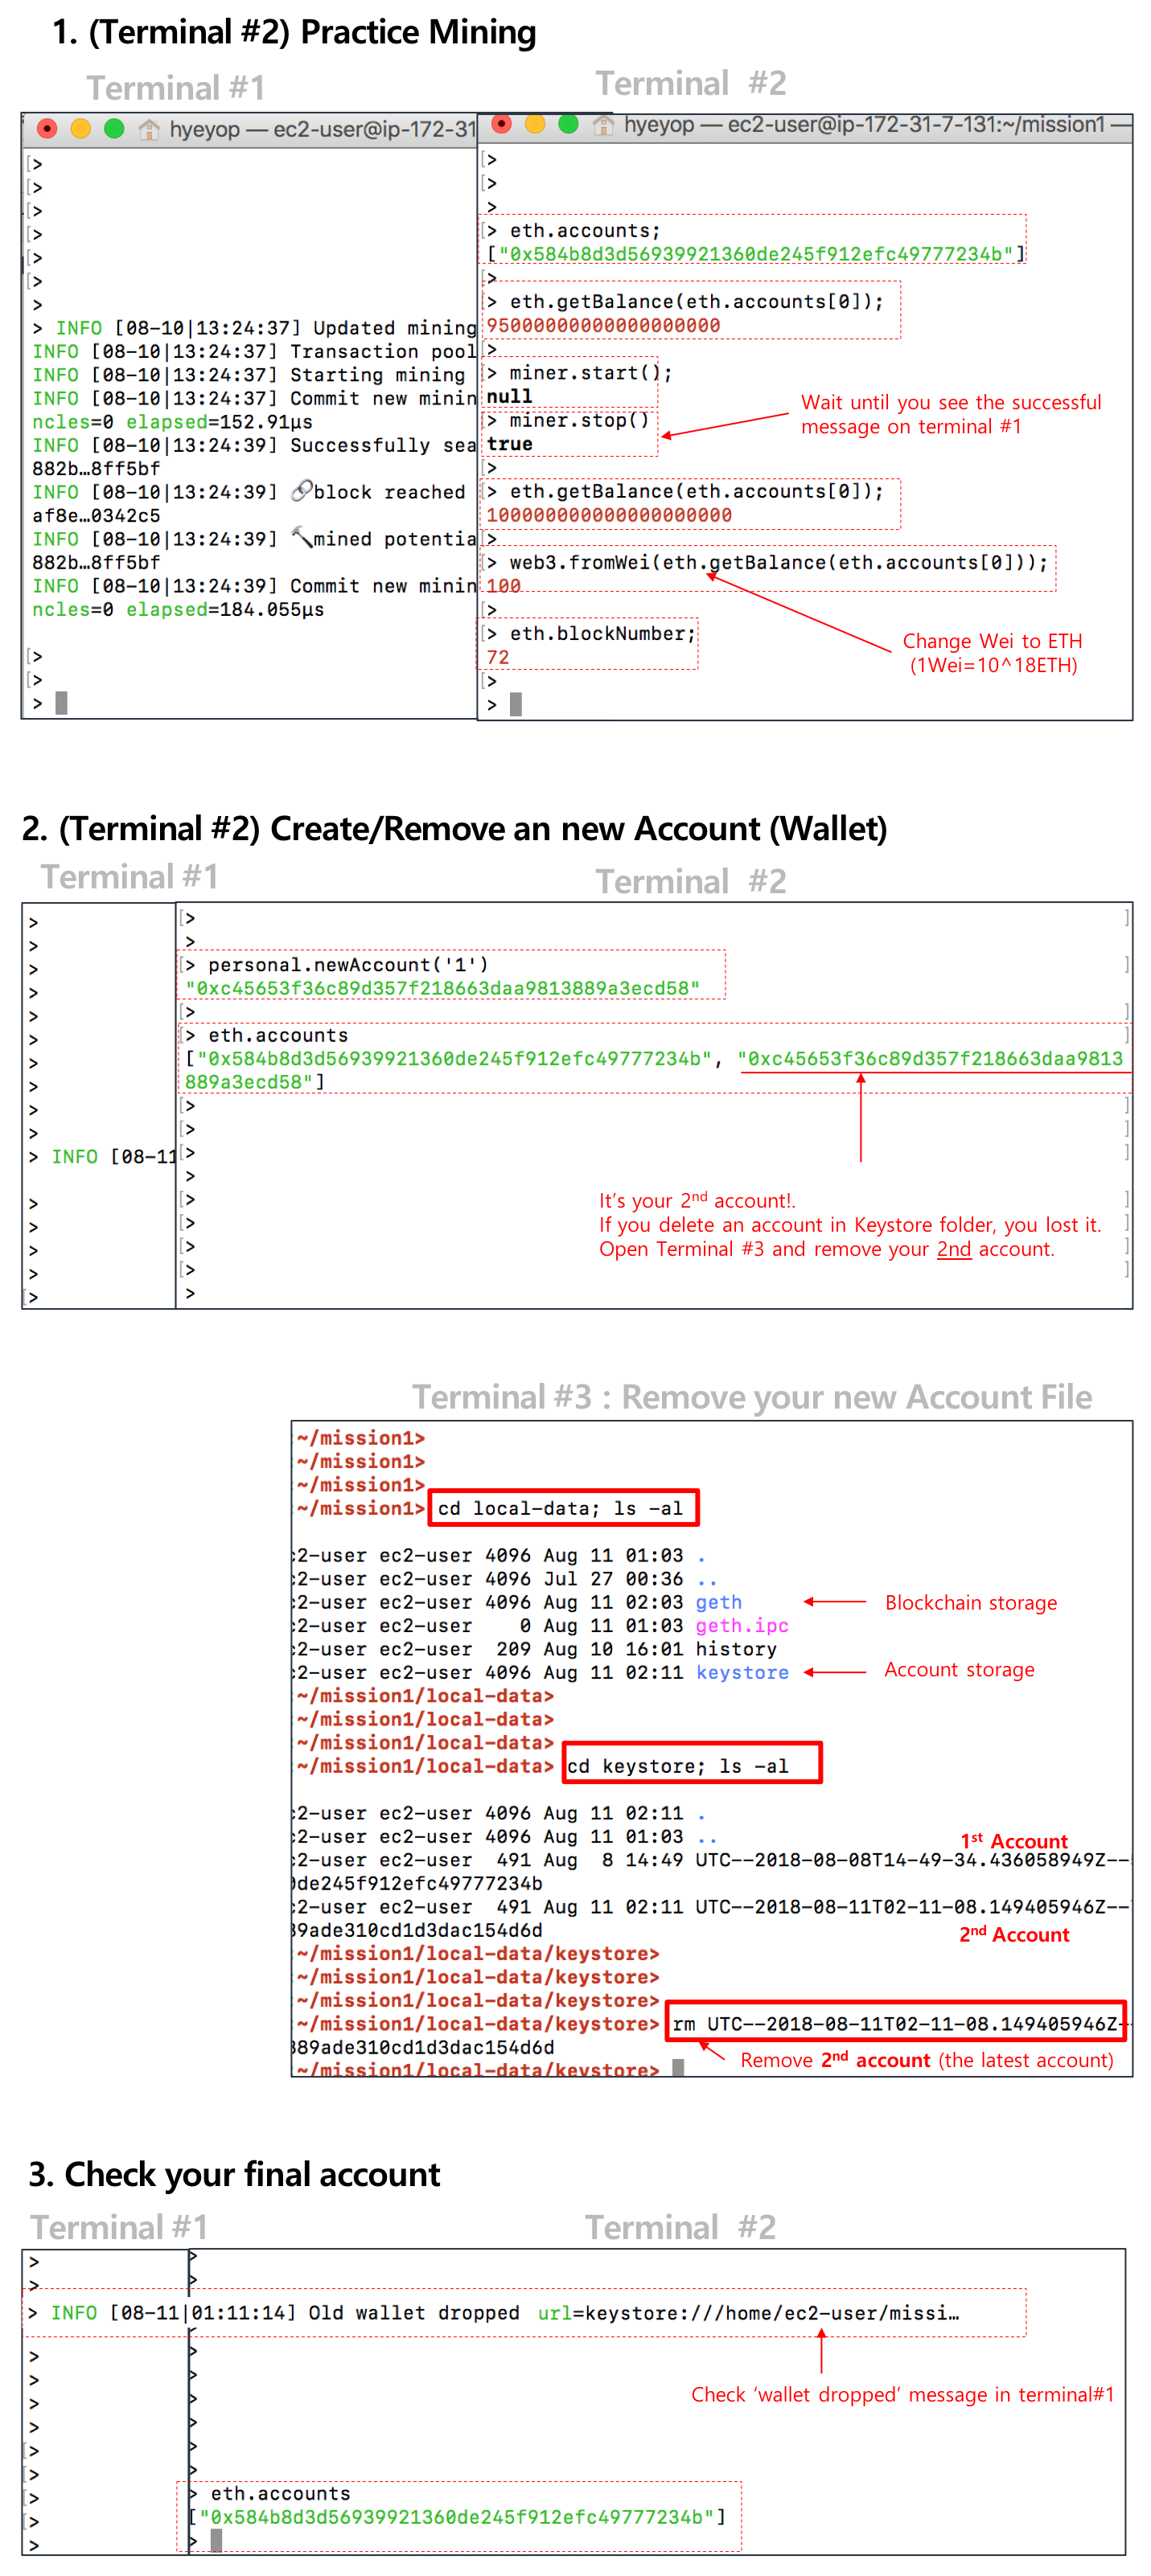 1. (Terminal #2) Practice Mining
Terminal #1
Terminal #2
hyeyop — ec2-user@ip-172-31
[>
[>
[>
[>
[>
[>
>
> INFO [08-10|13:24:37] Updated mining
INFO [08-10|13:24:37] Transaction pool
INFO [08-10|13:24:37] Starting mining
INFO [08-10|13:24:37] Commit new minin
ncles=0 elapsed=152.91µs
INFO [08-10|13:24:39] Successfully sea
882b…8ff5bf
INFO [08-10|13:24:39] 🔗block reached
af8e…0342c5
INFO [08-10|13:24:39] 🔨mined potentia
882b…8ff5bf
INFO [08-10|13:24:39] Commit new minin
ncles=0 elapsed=184.055µs
[>
[>
>
hyeyop — ec2-user@ip-172-31-7-131:~/mission1 —
[>
[>
>
[> eth.accounts;
["0x584b8d3d56939921360de245f912efc49777234b"]
[>
[> eth.getBalance(eth.accounts[0]);
95000000000000000000
[>
[> miner.start();
null
[> miner.stop()
true
[>
[> eth.getBalance(eth.accounts[0]);
100000000000000000000
[>
[> web3.fromWei(eth.getBalance(eth.accounts[0]));
100
[>
[> eth.blockNumber;
72
[>
>
Wait until you see the successful
message on terminal #1
Change Wei to ETH
(1Wei=10^18ETH)
2. (Terminal #2) Create/Remove an new Account (Wallet)
Terminal #1
Terminal #2
>
>
>
>
>
>
>
>
>
>
> INFO [08-11
>
>
>
>
[>
[> ]
>
[> personal.newAccount('1') ]
"0xc45653f36c89d357f218663daa9813889a3ecd58"
[> ]
[> eth.accounts ]
["0x584b8d3d56939921360de245f912efc49777234b", "0xc45653f36c89d357f218663daa9813
889a3ecd58"]
[> ]
[> ]
[> ]
>
[> ]
[> ]
[> ]
[> ]
>
It's your 2nd account!.
If you delete an account in Keystore folder, you lost it.
Open Terminal #3 and remove your 2nd account.
Terminal #3 : Remove your new Account File
:~/mission1>
:~/mission1>
:~/mission1>
:~/mission1> cd local-data; ls -al
c2-user ec2-user 4096 Aug 11 01:03 .
c2-user ec2-user 4096 Jul 27 00:36 ..
c2-user ec2-user 4096 Aug 11 02:03 geth
c2-user ec2-user 0 Aug 11 01:03 geth.ipc
c2-user ec2-user 209 Aug 10 16:01 history
c2-user ec2-user 4096 Aug 11 02:11 keystore
Blockchain storage
Account storage
:~/mission1/local-data>
:~/mission1/local-data>
:~/mission1/local-data>
:~/mission1/local-data> cd keystore; ls -al
c2-user ec2-user 4096 Aug 11 02:11 .
c2-user ec2-user 4096 Aug 11 01:03 ..
1st Account
c2-user ec2-user 491 Aug 8 14:49 UTC--2018-08-08T14-49-34.436058949Z--
0de245f912efc49777234b
c2-user ec2-user 491 Aug 11 02:11 UTC--2018-08-11T02-11-08.149405946Z--
89ade310cd1d3dac154d6d
2nd Account
:~/mission1/local-data/keystore>
:~/mission1/local-data/keystore>
:~/mission1/local-data/keystore>
:~/mission1/local-data/keystore> rm UTC--2018-08-11T02-11-08.149405946Z-
89ade310cd1d3dac154d6d
Remove 2nd account (the latest account)
:~/mission1/local-data/keystore>
3. Check your final account
Terminal #1
Terminal #2
>
>
> INFO [08-11|01:11:14] Old wallet dropped url=keystore:///home/ec2-user/missi…
>
>
>
>
[>
[>
[>
[>
>
>
>
>
>
>
>
>
>
>
Check 'wallet dropped' message in terminal#1
> eth.accounts
["0x584b8d3d56939921360de245f912efc49777234b"]
>